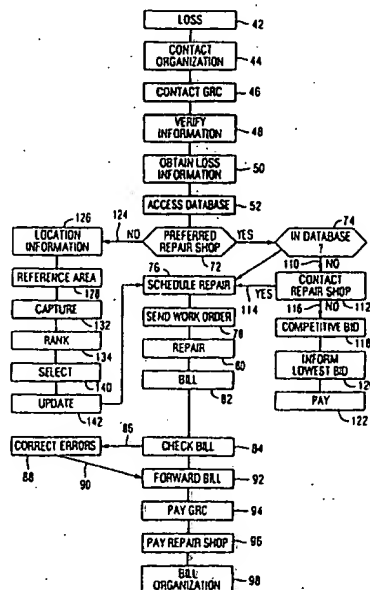 LOSS
42
CONTACT
ORGANIZATION
44
CONTACT GRC
46
VERIFY
INFORMATION
48
OBTAIN LOSS
INFORMATION
50
ACCESS DATABASE
52
126
LOCATION
INFORMATION
124
NO
PREFERRED
REPAIR SHOP
72
YES
74
IN DATABASE
?
110
NO
REFERENCE AREA
128
76
SCHEDULE REPAIR
YES
114
CONTACT
REPAIR SHOP
112
CAPTURE
132
SEND WORK ORDER
78
116
NO
COMPETITIVE BID
118
RANK
134
REPAIR
80
INFORM
LOWEST BID
120
SELECT
140
BILL
82
PAY
122
UPDATE
142
CORRECT ERRORS
88
86
CHECK BILL
84
90
FORWARD BILL
92
PAY GRC
94
PAY REPAIR SHOP
96
BILL
ORGANIZATION
98